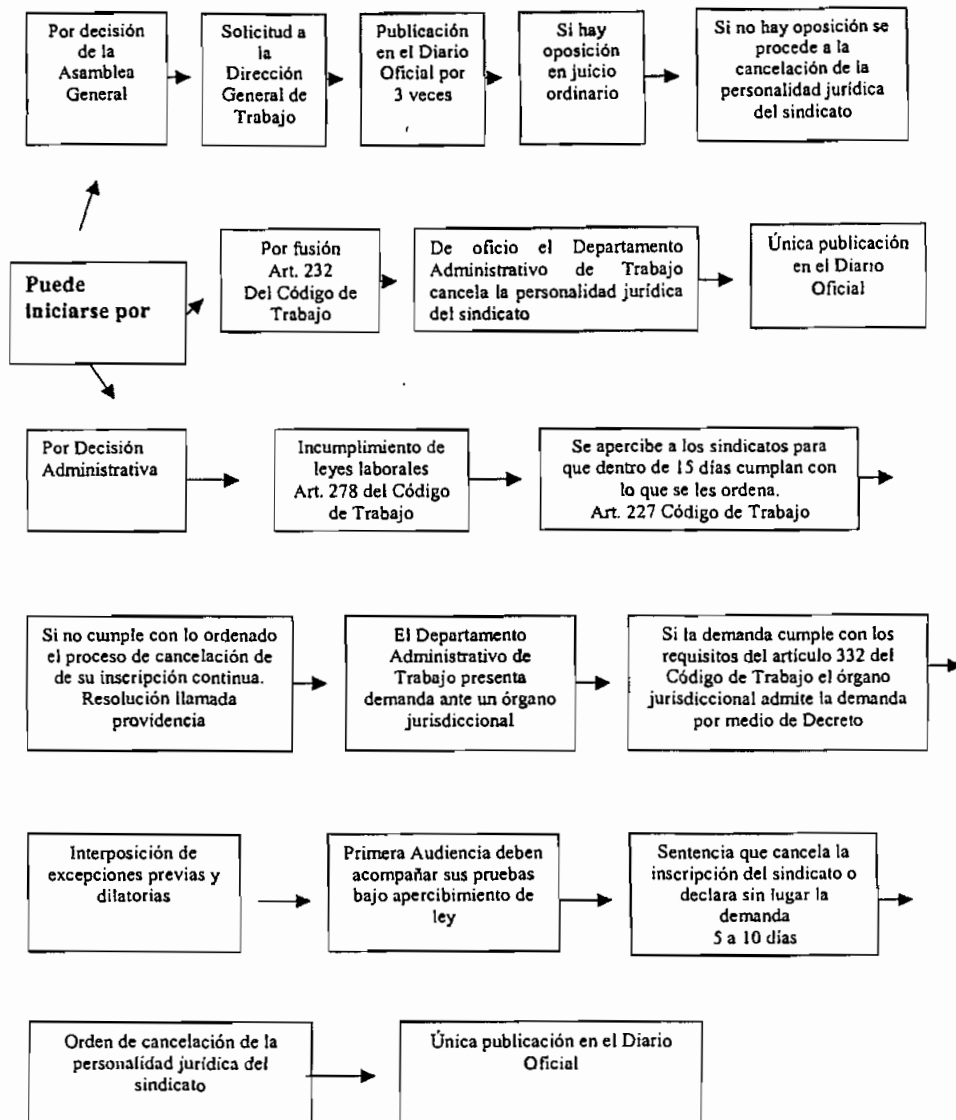 Por decisión
de la
Asamblea
General
Solicitud a
la
Dirección
General de
Trabajo
Publicación
en el Diario
Oficial por
3 veces
Si hay
oposición
en juicio
ordinario
Si no hay oposición se
procede a la
cancelación de la
personalidad jurídica
del sindicato
Puede
iniciarse por
Por fusión
Art. 232
Del Código de
Trabajo
De oficio el Departamento
Administrativo de Trabajo
cancela la personalidad jurídica
del sindicato
Única publicación
en el Diario
Oficial
Por Decisión
Administrativa
Incumplimiento de
leyes laborales
Art. 278 del Código
de Trabajo
Se apercibe a los sindicatos para
que dentro de 15 días cumplan con
lo que se les ordena.
Art. 227 Código de Trabajo
Si no cumple con lo ordenado
el proceso de cancelación de
de su inscripción continua.
Resolución llamada
providencia
El Departamento
Administrativo de
Trabajo presenta
demanda ante un órgano
jurisdiccional
Si la demanda cumple con los
requisitos del artículo 332 del
Código de Trabajo el órgano
jurisdiccional admite la demanda
por medio de Decreto
Interposición de
excepciones previas y
dilatorias
Primera Audiencia deben
acompañar sus pruebas
bajo apercibimiento de
ley
Sentencia que cancela la
inscripción del sindicato o
declara sin lugar la
demanda
5 a 10 días
Orden de cancelación de la
personalidad jurídica del
sindicato
Única publicación en el Diario
Oficial